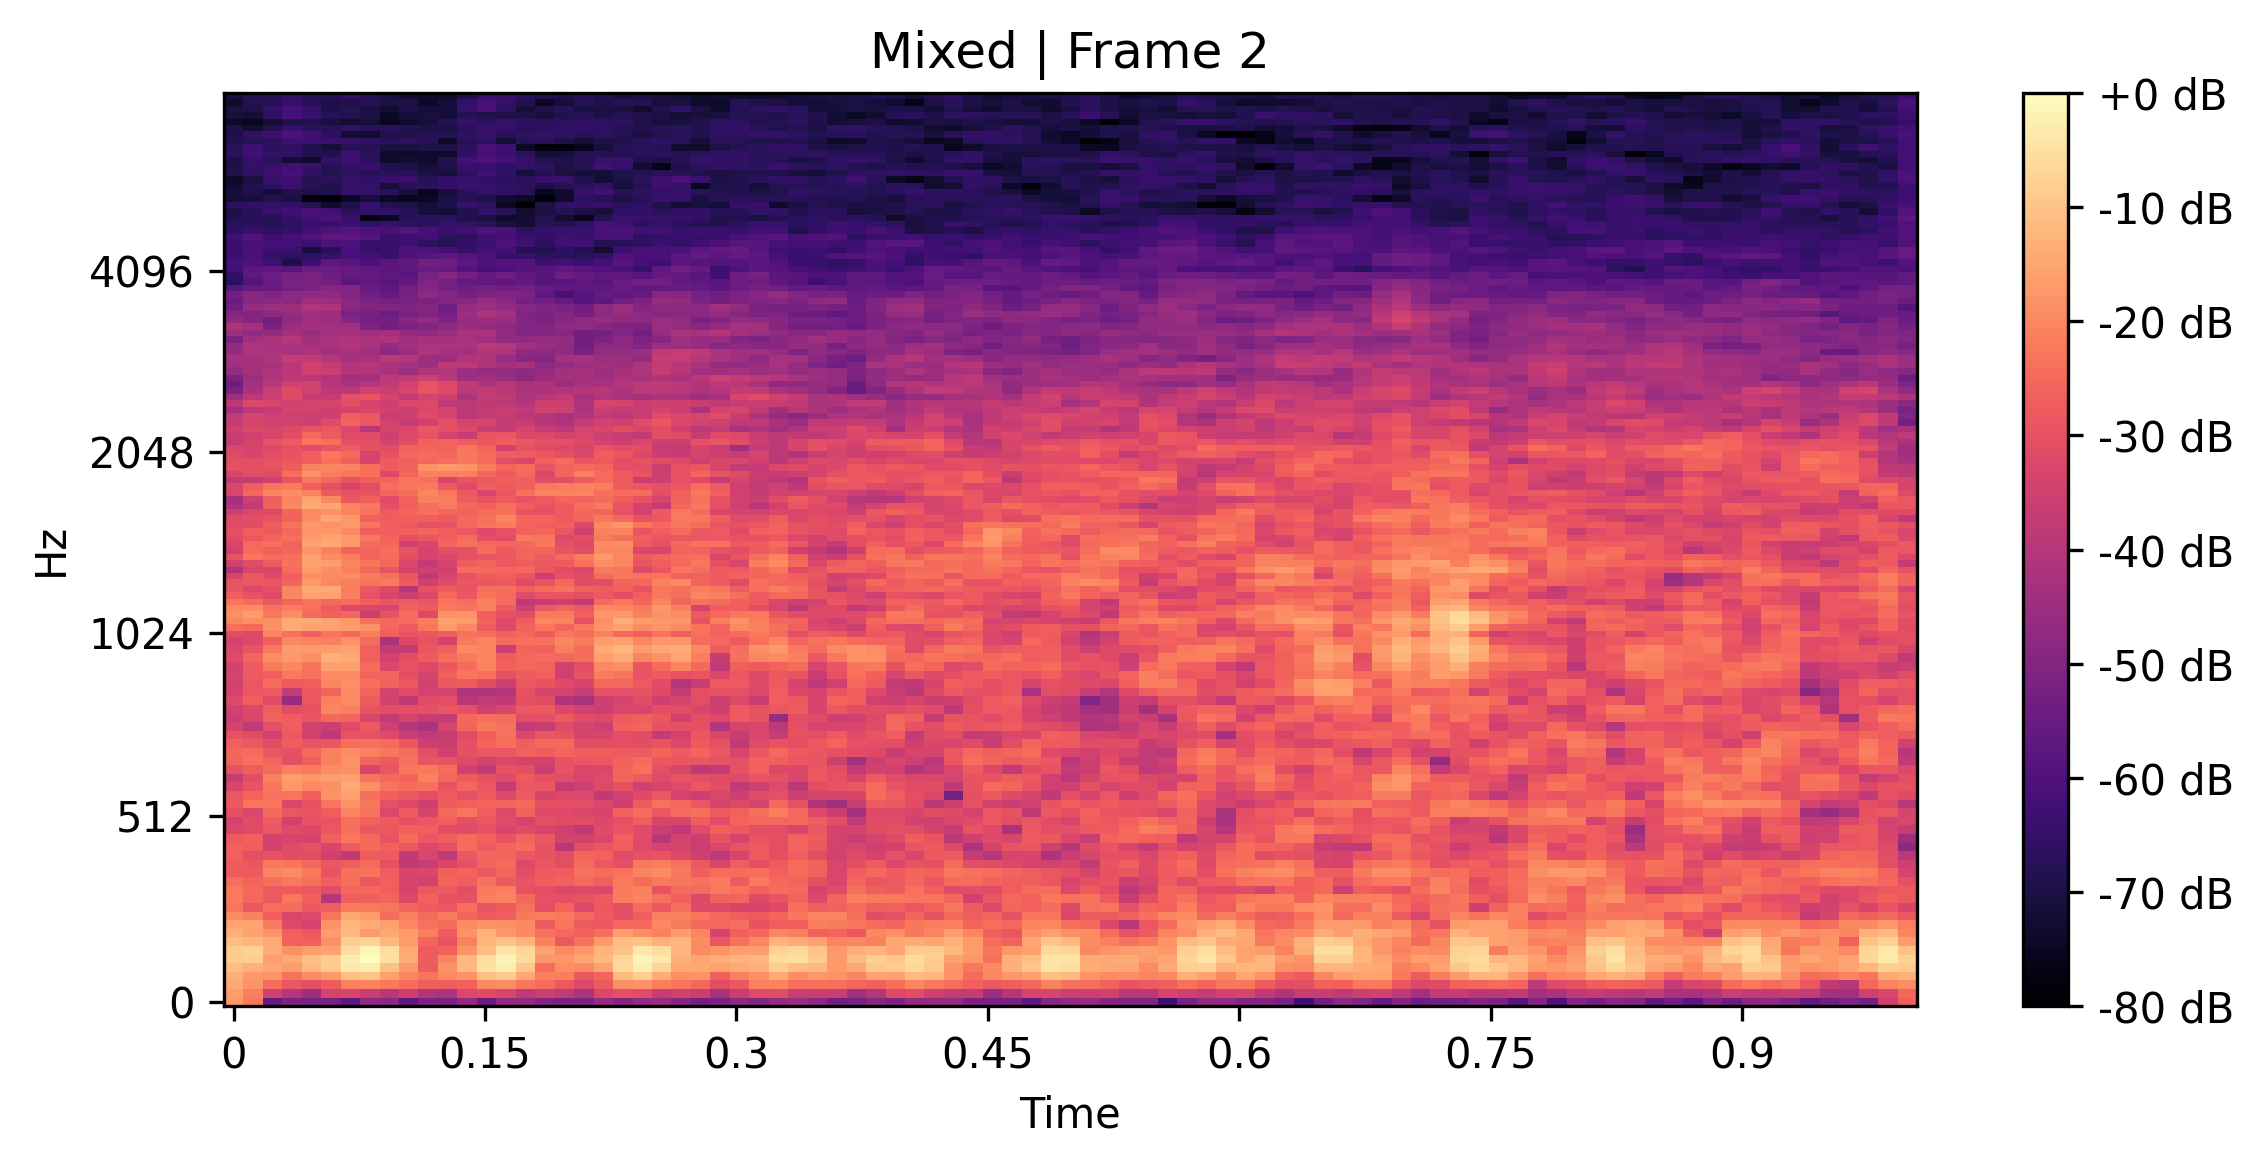 Mixed | Frame 2
Hz
4096
2048
1024
512
0
0 0.15 0.3 0.45 0.6 0.75 0.9
Time
+0 dB
-10 dB
-20 dB
-30 dB
-40 dB
-50 dB
-60 dB
-70 dB
-80 dB